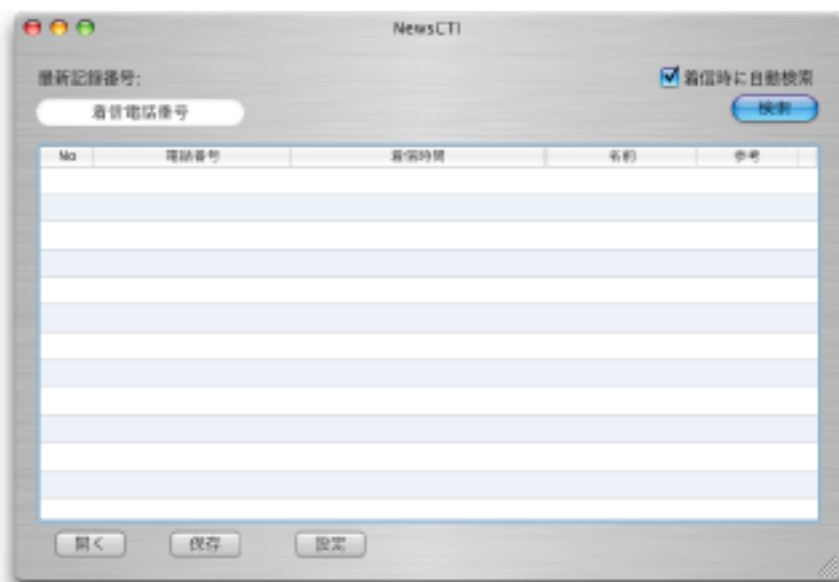 NewsCTI
最新記録番号:
着信時に自動検索
着信電話番号
検索
No 電話番号 着信時間 名前 参考
開く 保存 設定